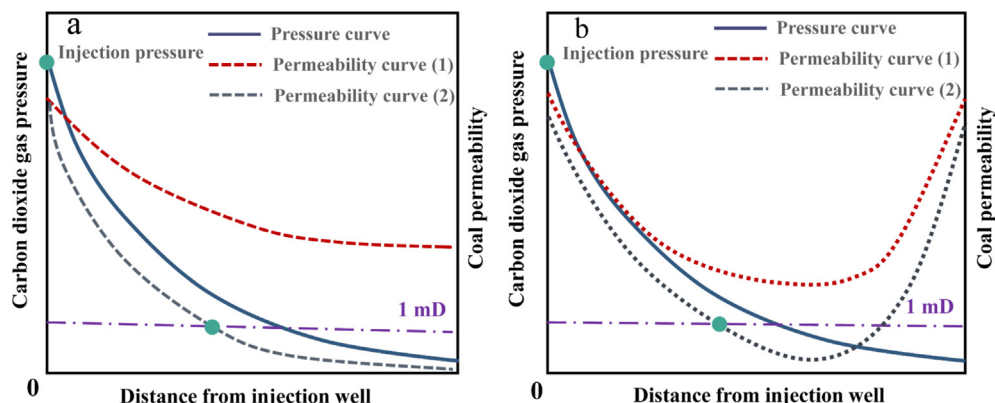 a
Pressure curve
Injection pressure
Permeability curve (1)
Permeability curve (2)
Carbon dioxide gas pressure
Coal permeability
1 mD
0
Distance from injection well
b
Pressure curve
Injection pressure
Permeability curve (1)
Permeability curve (2)
Carbon dioxide gas pressure
Coal permeability
1 mD
0
Distance from injection well